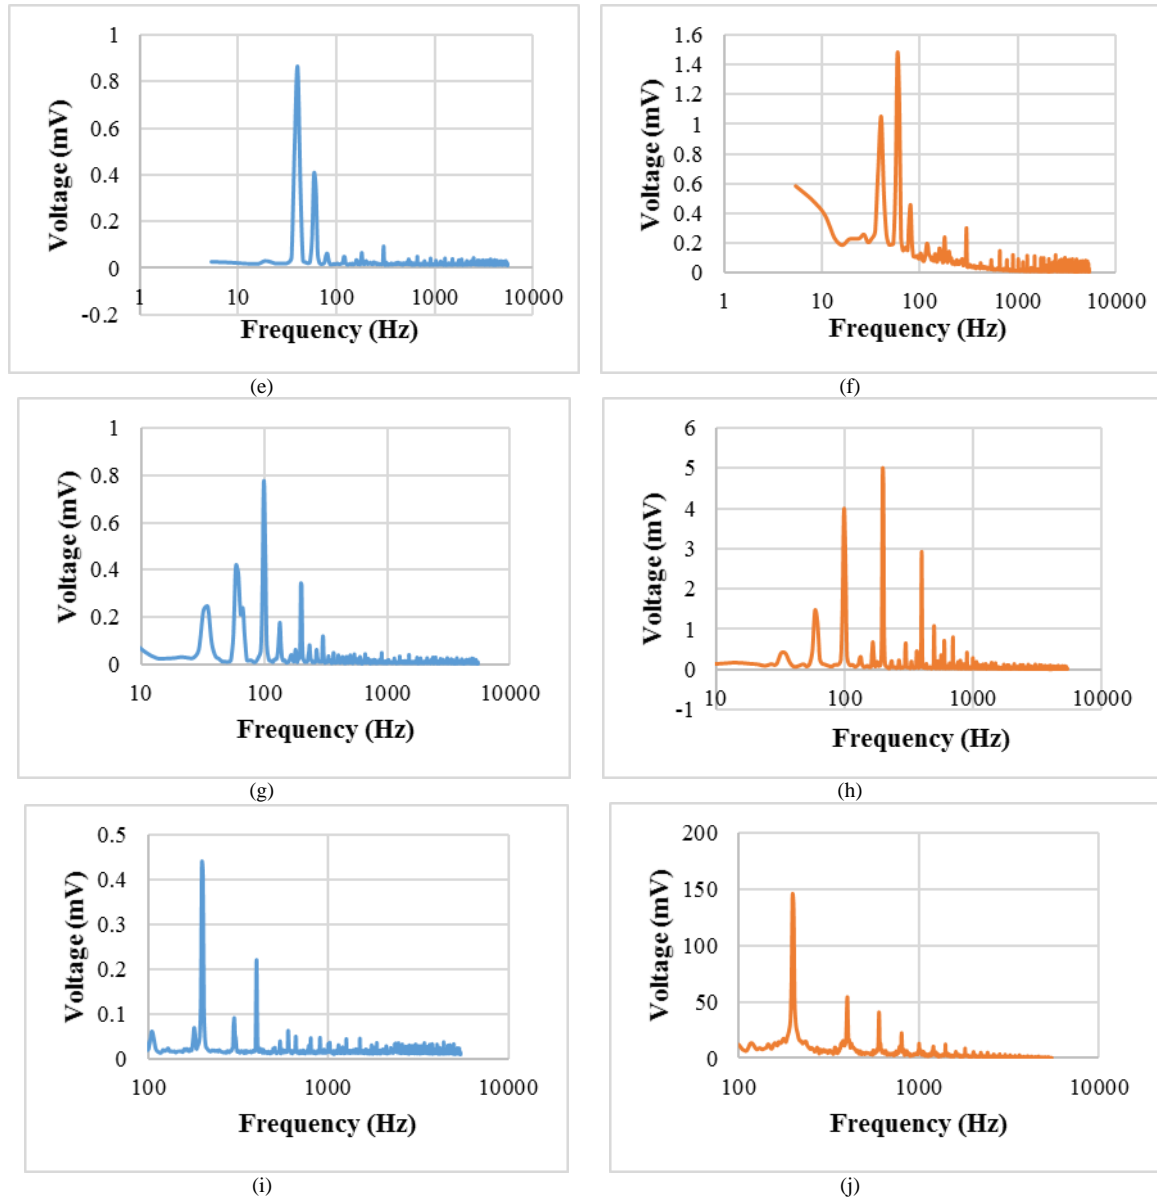 1
0.8
0.6
0.4
0.2
0
-0.2
Voltage (mV)
1 10 100 1000 10000
Frequency (Hz)
(e)
1.6
1.4
1.2
1
0.8
0.6
0.4
0.2
0
Voltage (mV)
1 10 100 1000 10000
Frequency (Hz)
(f)
1
0.8
0.6
0.4
0.2
0
Voltage (mV)
10 100 1000 10000
Frequency (Hz)
(g)
6
5
4
3
2
1
0
-1
Voltage (mV)
10 100 1000 10000
Frequency (Hz)
(h)
0.5
0.4
0.3
0.2
0.1
0
Voltage (mV)
100 1000 10000
Frequency (Hz)
(i)
200
150
100
50
0
Voltage (mV)
100 1000 10000
Frequency (Hz)
(j)